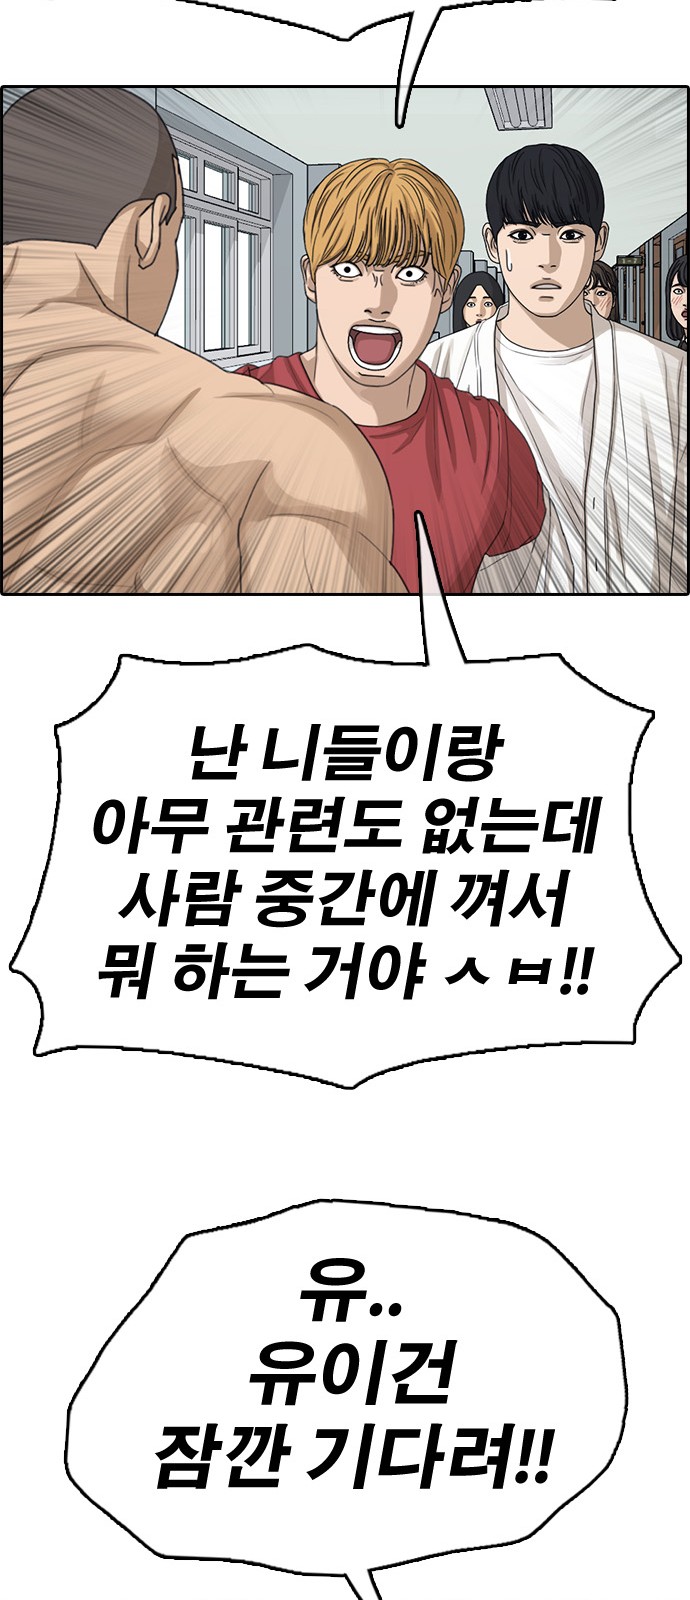 난 니들이랑
아무 관련도 없는데
사람 중간에 껴서
뭐 하는 거야 ㅅㅂ!!
유..
유이건
잠깐 기다려!!